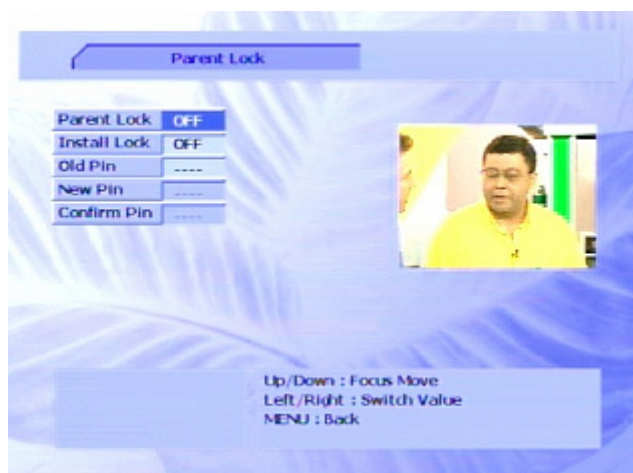 Parent Lock
Parent Lock OFF
Install Lock OFF
Old Pin ----
New Pin ----
Confirm Pin ----
Up/Down : Focus Move
Left/Right : Switch Value
MENU : Back